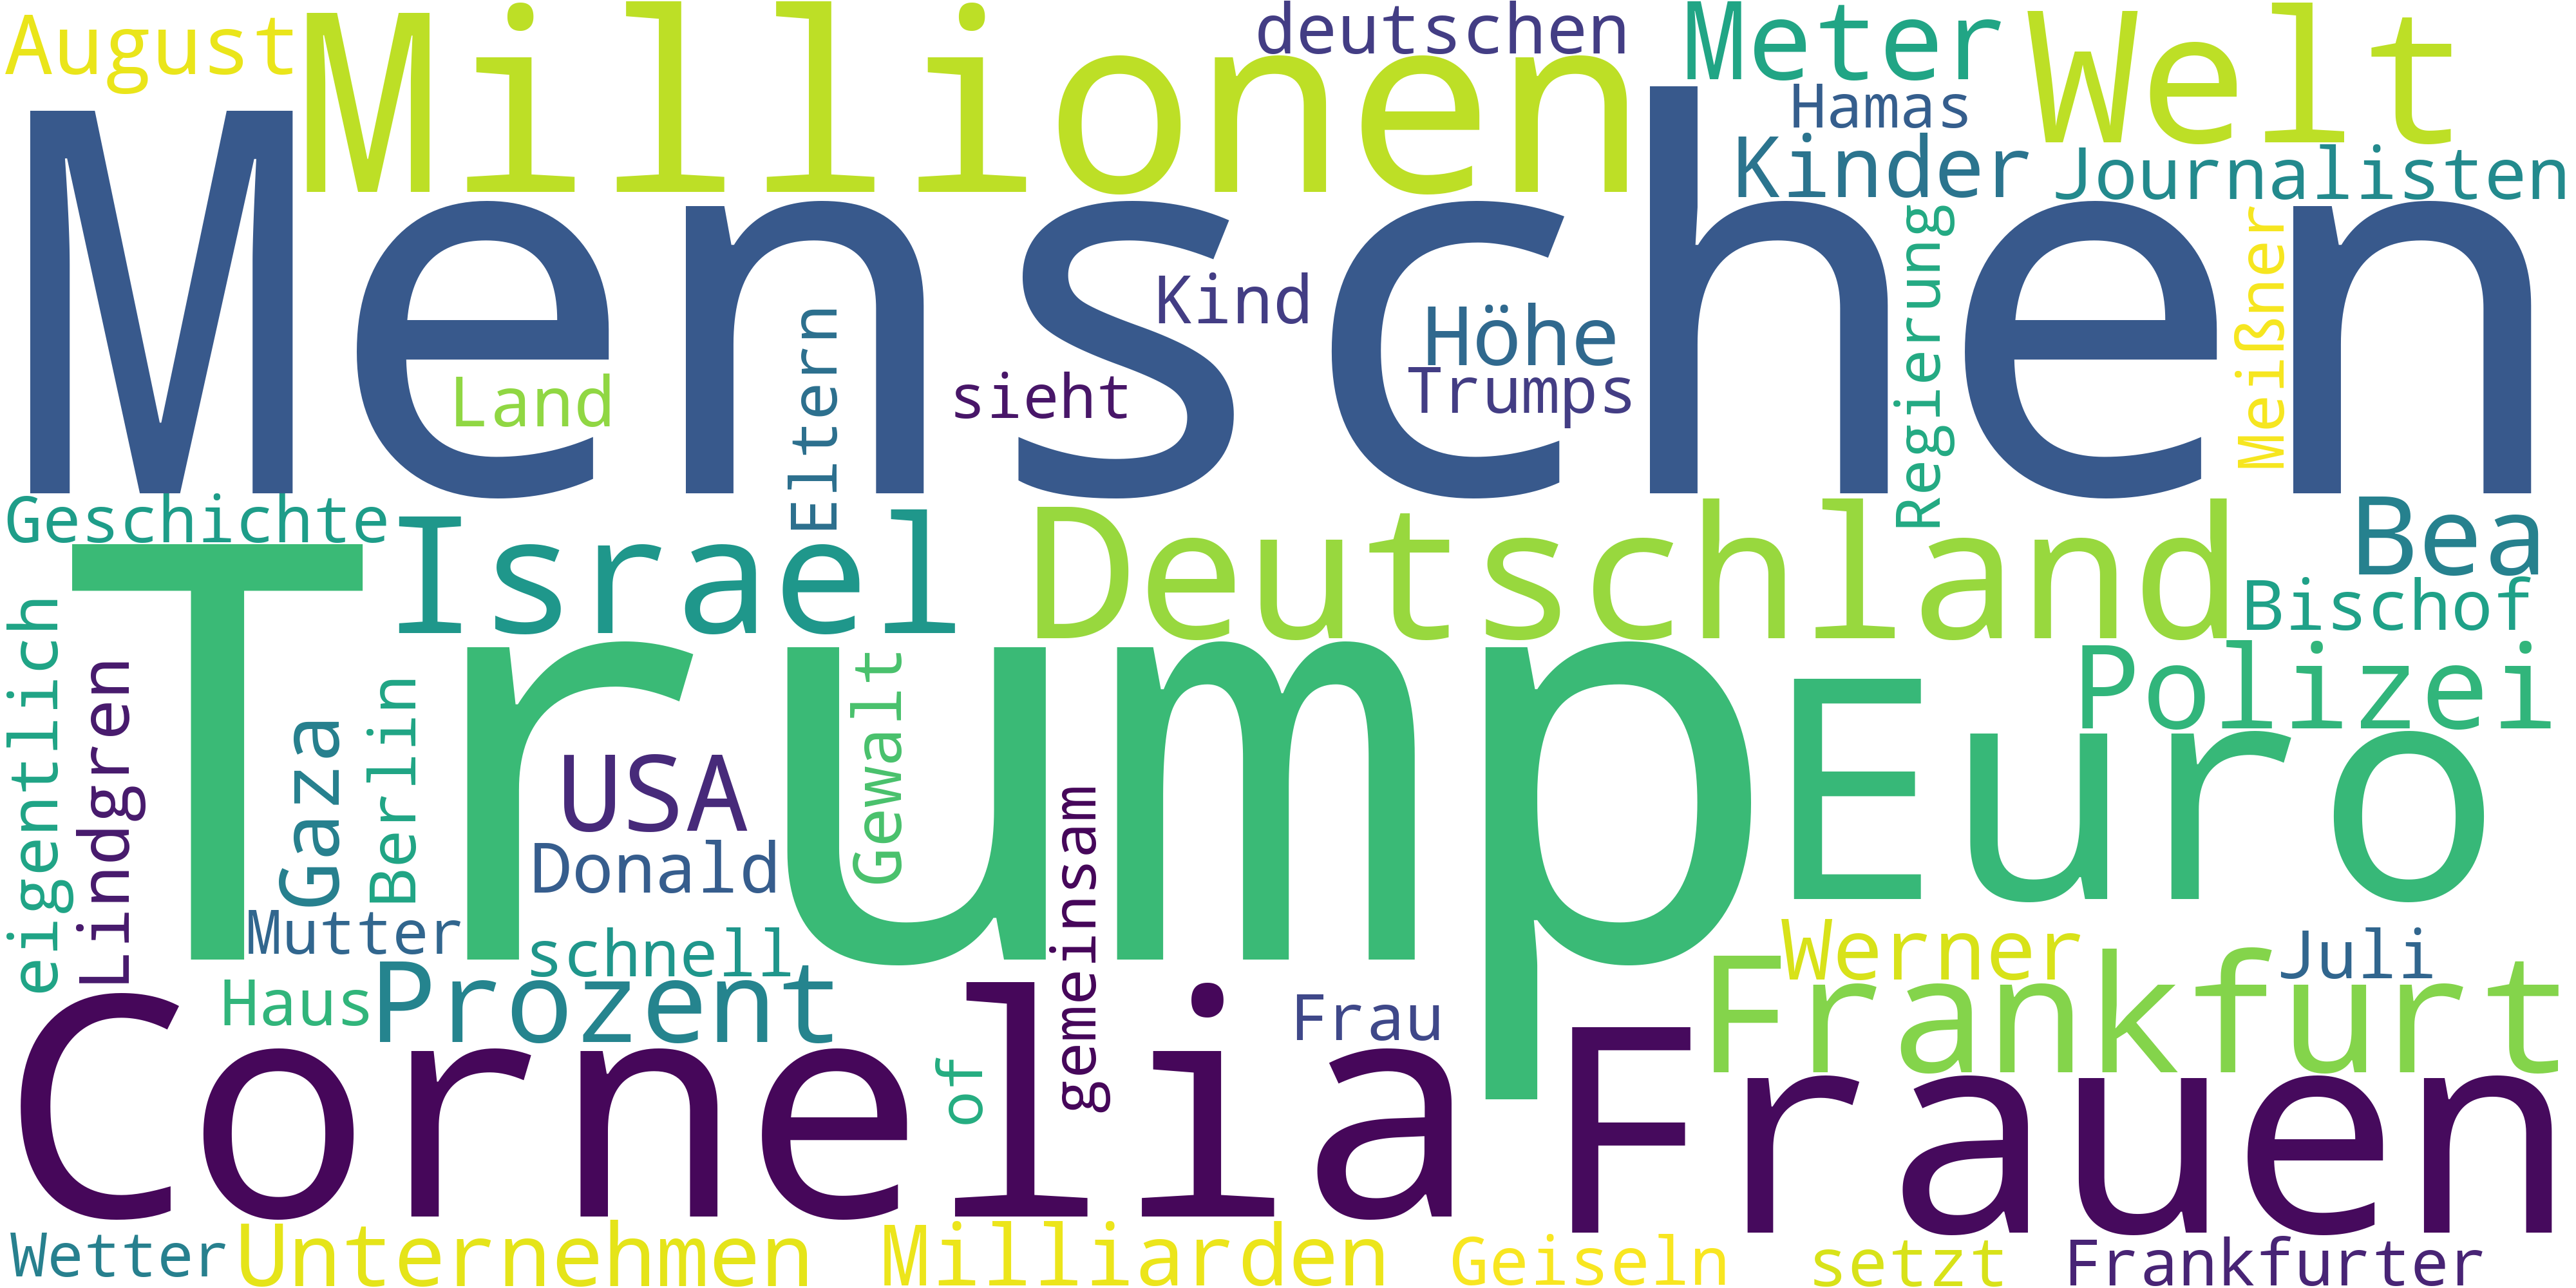 August
Millionen
deutschen
Meter
Welt
Hamas
Kinder
Journalisten
Menschen
Regierung
Meißner
Kind
Höhe
Trumps
Eltern
Land
sieht
Geschichte
Israel
Deutschland
Bea
Bischof
Trump
Polizei
Euro
eigentlich
Lindgren
Gaza
Berlin
USA
Donald
Gewalt
gemeinsam
Mutter
schnell
Werner
Juli
Haus
Prozent
Frau
Frankfurt
Cornelia
of
Frauen
Wetter
Unternehmen
Milliarden
Geiseln
setzt
Frankfurter